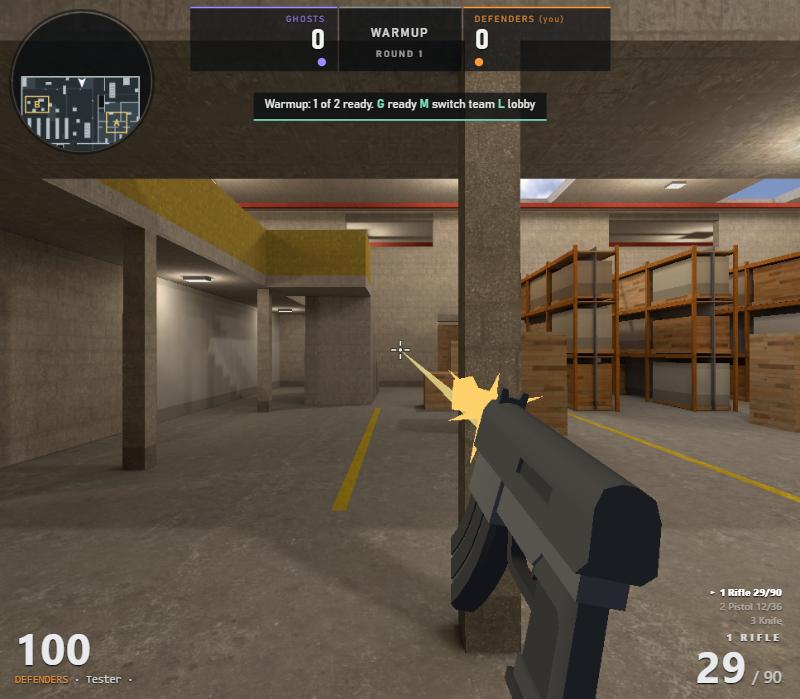 GHOSTS
0
WARMUP
ROUND 1
DEFENDERS (you)
0
Warmup: 1 of 2 ready. G ready M switch team L lobby
B
A
1 Rifle 29/90
2 Pistol 12/36
3 Knife
1 RIFLE
29 / 90
100
DEFENDERS · Tester ·